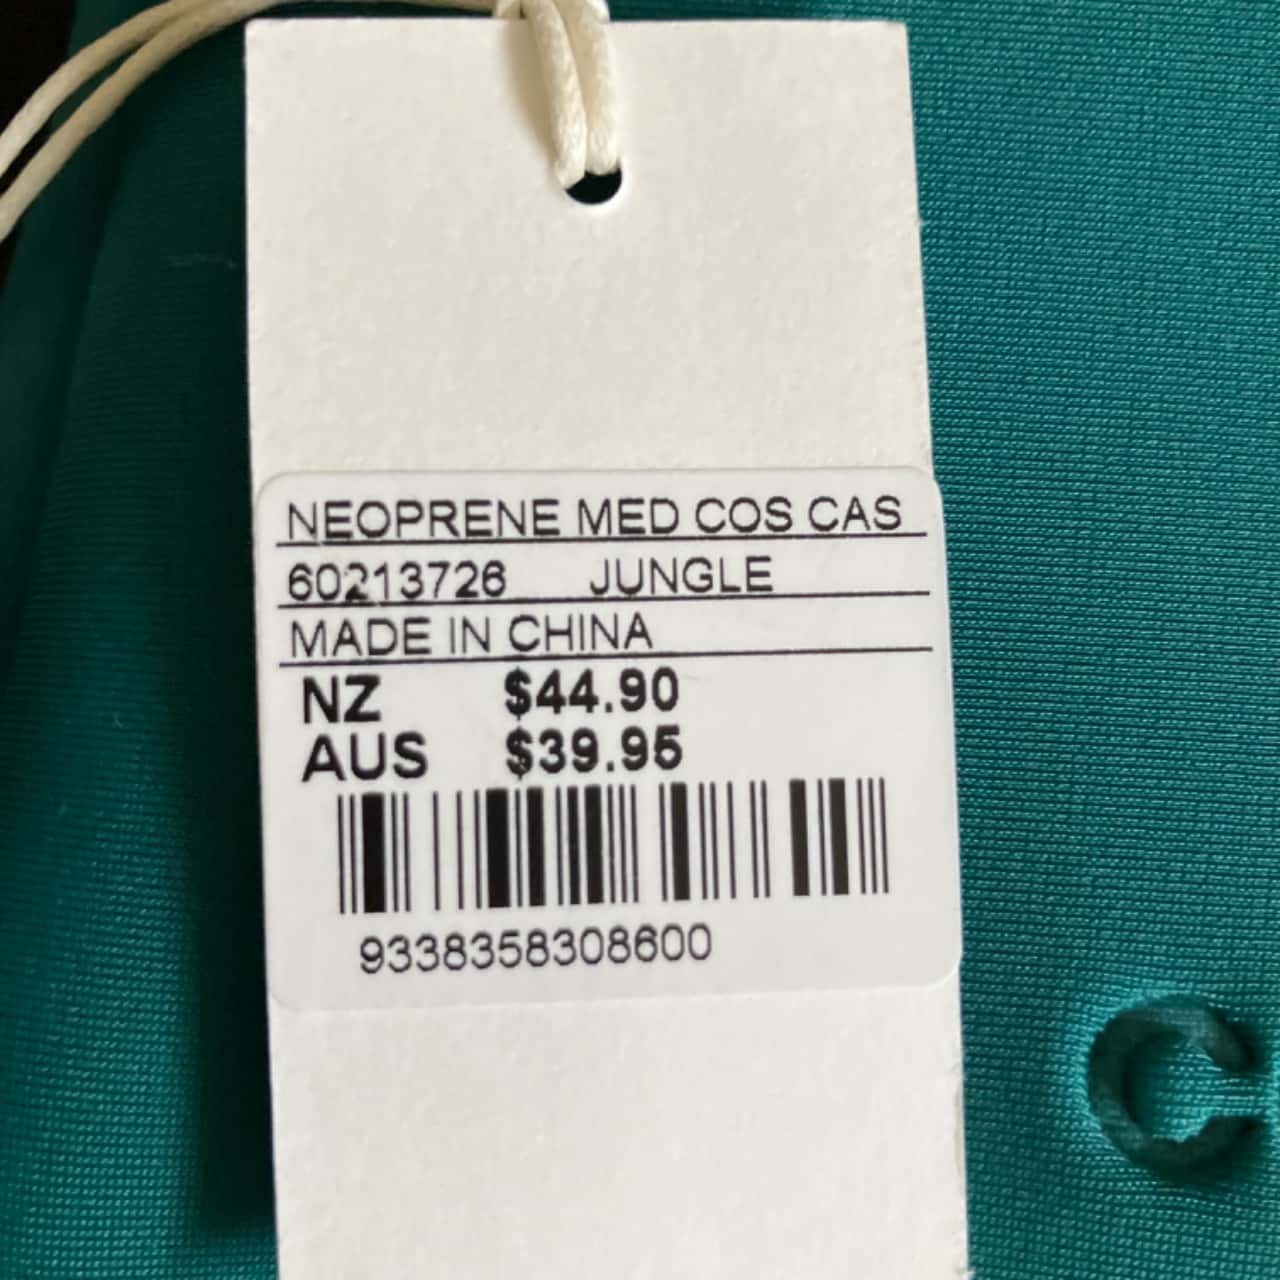 NEOPRENE MED COS CAS
60213726 JUNGLE
MADE IN CHINA
NZ $44.90
AUS $39.95
9338358308600
C